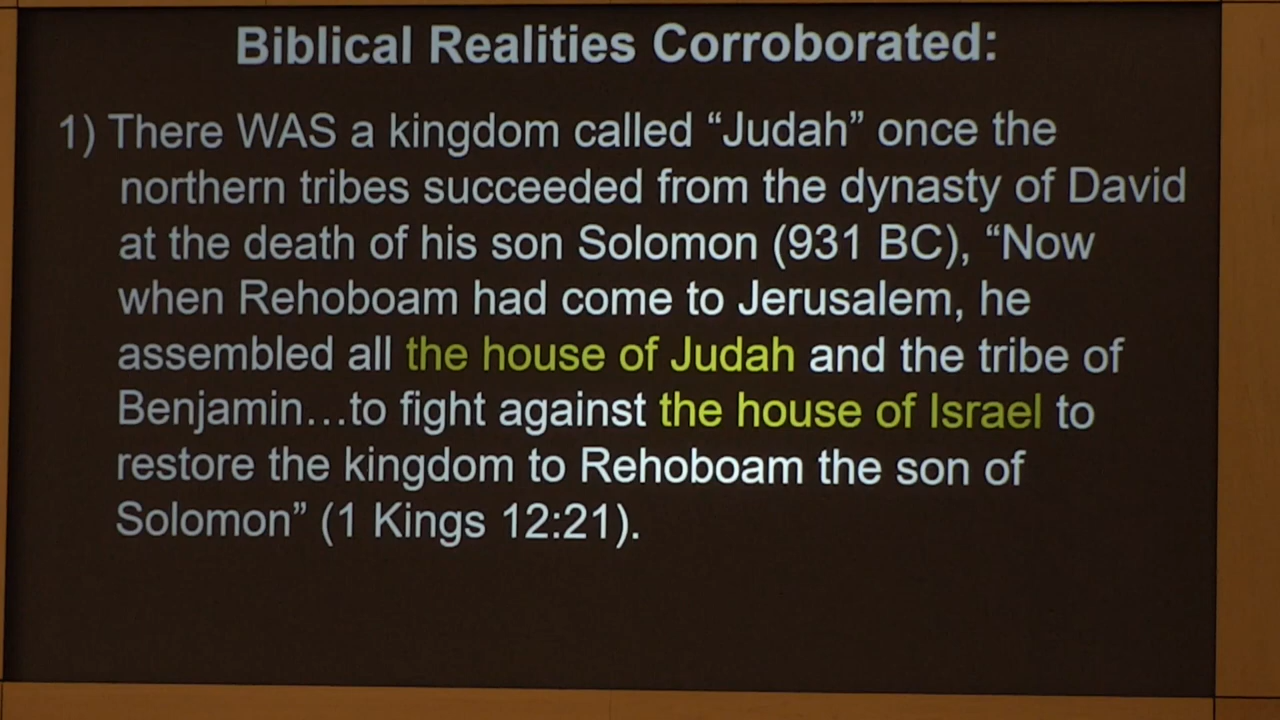 Biblical Realities Corroborated:
1) There WAS a kingdom called “Judah” once the
northern tribes succeeded from the dynasty of David
at the death of his son Solomon (931 BC), “Now
when Rehoboam had come to Jerusalem, he
assembled all the house of Judah and the tribe of
Benjamin…to fight against the house of Israel to
restore the kingdom to Rehoboam the son of
Solomon” (1 Kings 12:21).